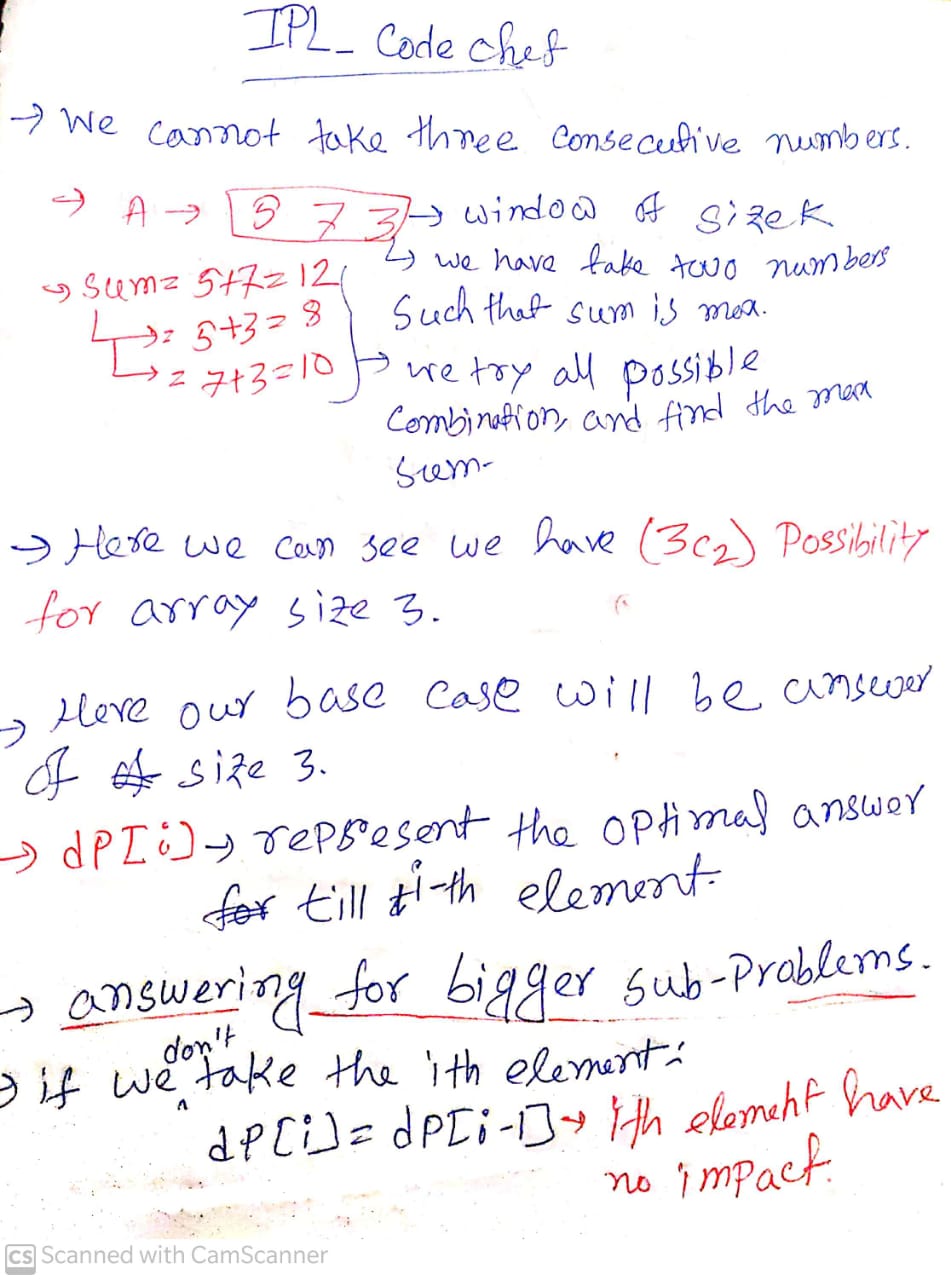 IPL - Code chef
→ We cannot take three consecutive numbers.
→ A → 5 7 3 → window of size K
↳ we have take two numbers
such that sum is max.
→ sum = 5+7 = 12
↳ = 5+3 = 8
↳ = 7+3 = 10
→ we try all possible
Combination, and find the max
sum-
→ Here we can see we have (3c2) Possibility
for array size 3.
→ Here our base case will be answer
of size 3.
→ dP[i] → represent the optimal answer
for till i-th element.
→ answering for bigger sub-Problems.
→ if we don't take the ith element:
dP[i] = dP[i-1] → ith element have
no impact.
CS Scanned with CamScanner